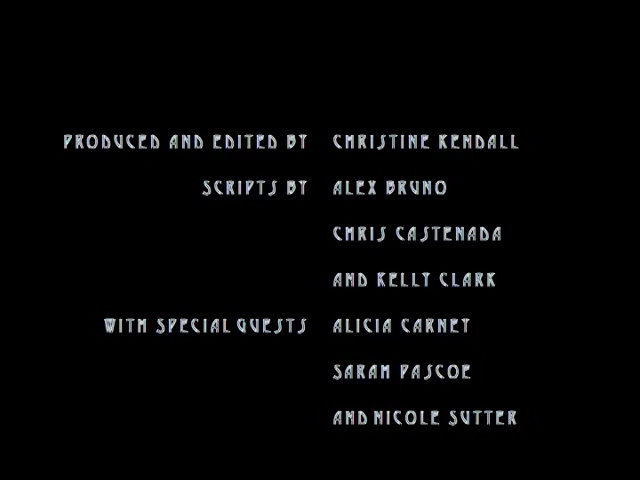 PRODUCED AND EDITED BY CHRISTINE KENDALL
SCRIPTS BY ALEX BRUNO
CHRIS CASTENADA
AND KELLY CLARK
WITH SPECIAL GUESTS ALICIA CARNEY
SARAH PASCOE
AND NICOLE SUTTER